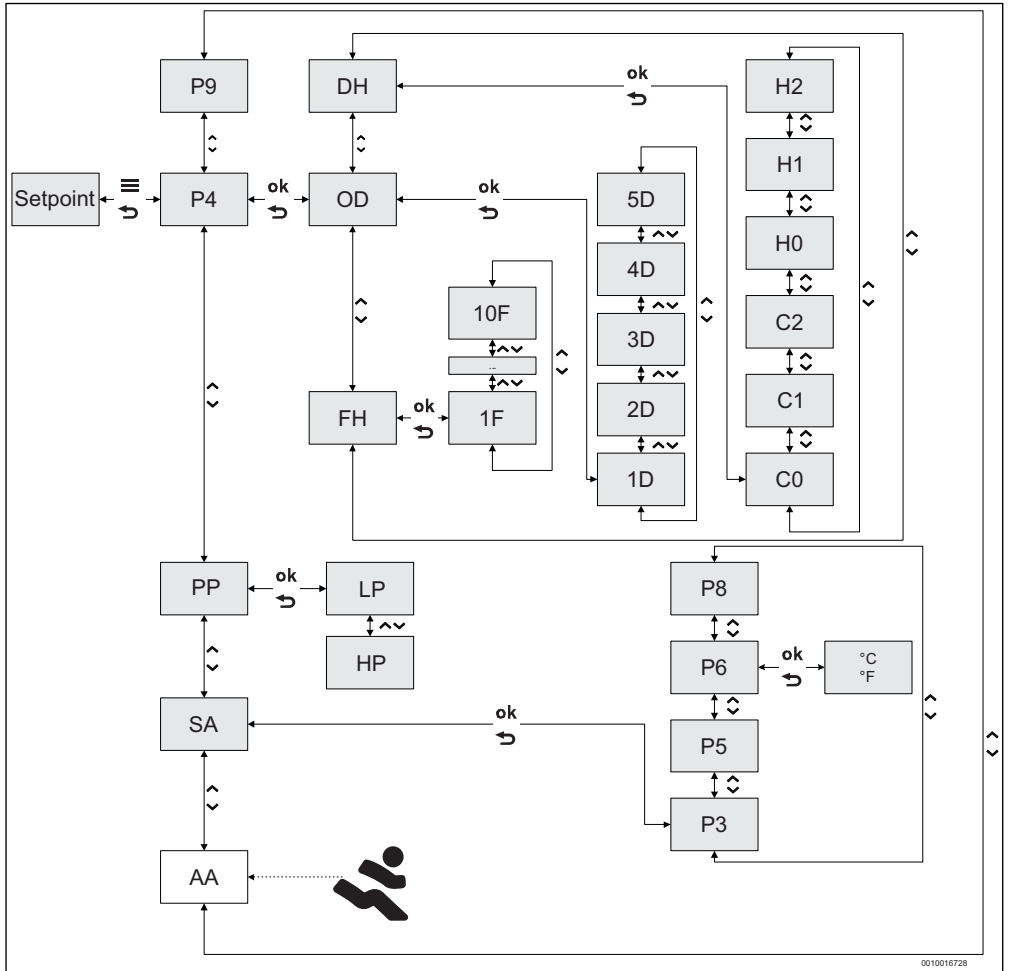 P9
DH
ok
H2
H1
Setpoint
P4
ok
OD
ok
5D
H0
4D
10F
3D
C2
...
2D
C1
FH
ok
1F
1D
C0
PP
ok
LP
P8
HP
P6
ok
°C
°F
SA
ok
P5
P3
AA
0010016728